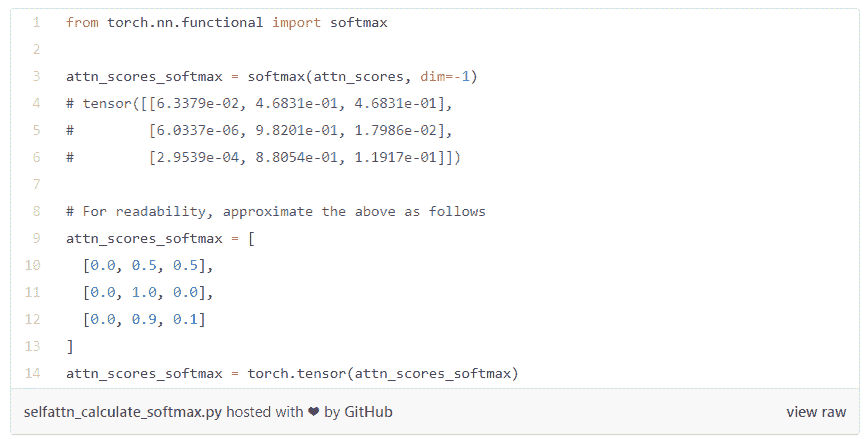 1 from torch.nn.functional import softmax
2
3 attn_scores_softmax = softmax(attn_scores, dim=-1)
4 # tensor([[6.3379e-02, 4.6831e-01, 4.6831e-01],
5 #         [6.0337e-06, 9.8201e-01, 1.7986e-02],
6 #         [2.9539e-04, 8.8054e-01, 1.1917e-01]])
7
8 # For readability, approximate the above as follows
9 attn_scores_softmax = [
10   [0.0, 0.5, 0.5],
11   [0.0, 1.0, 0.0],
12   [0.0, 0.9, 0.1]
13 ]
14 attn_scores_softmax = torch.tensor(attn_scores_softmax)
selfattn_calculate_softmax.py hosted with ❤ by GitHub view raw